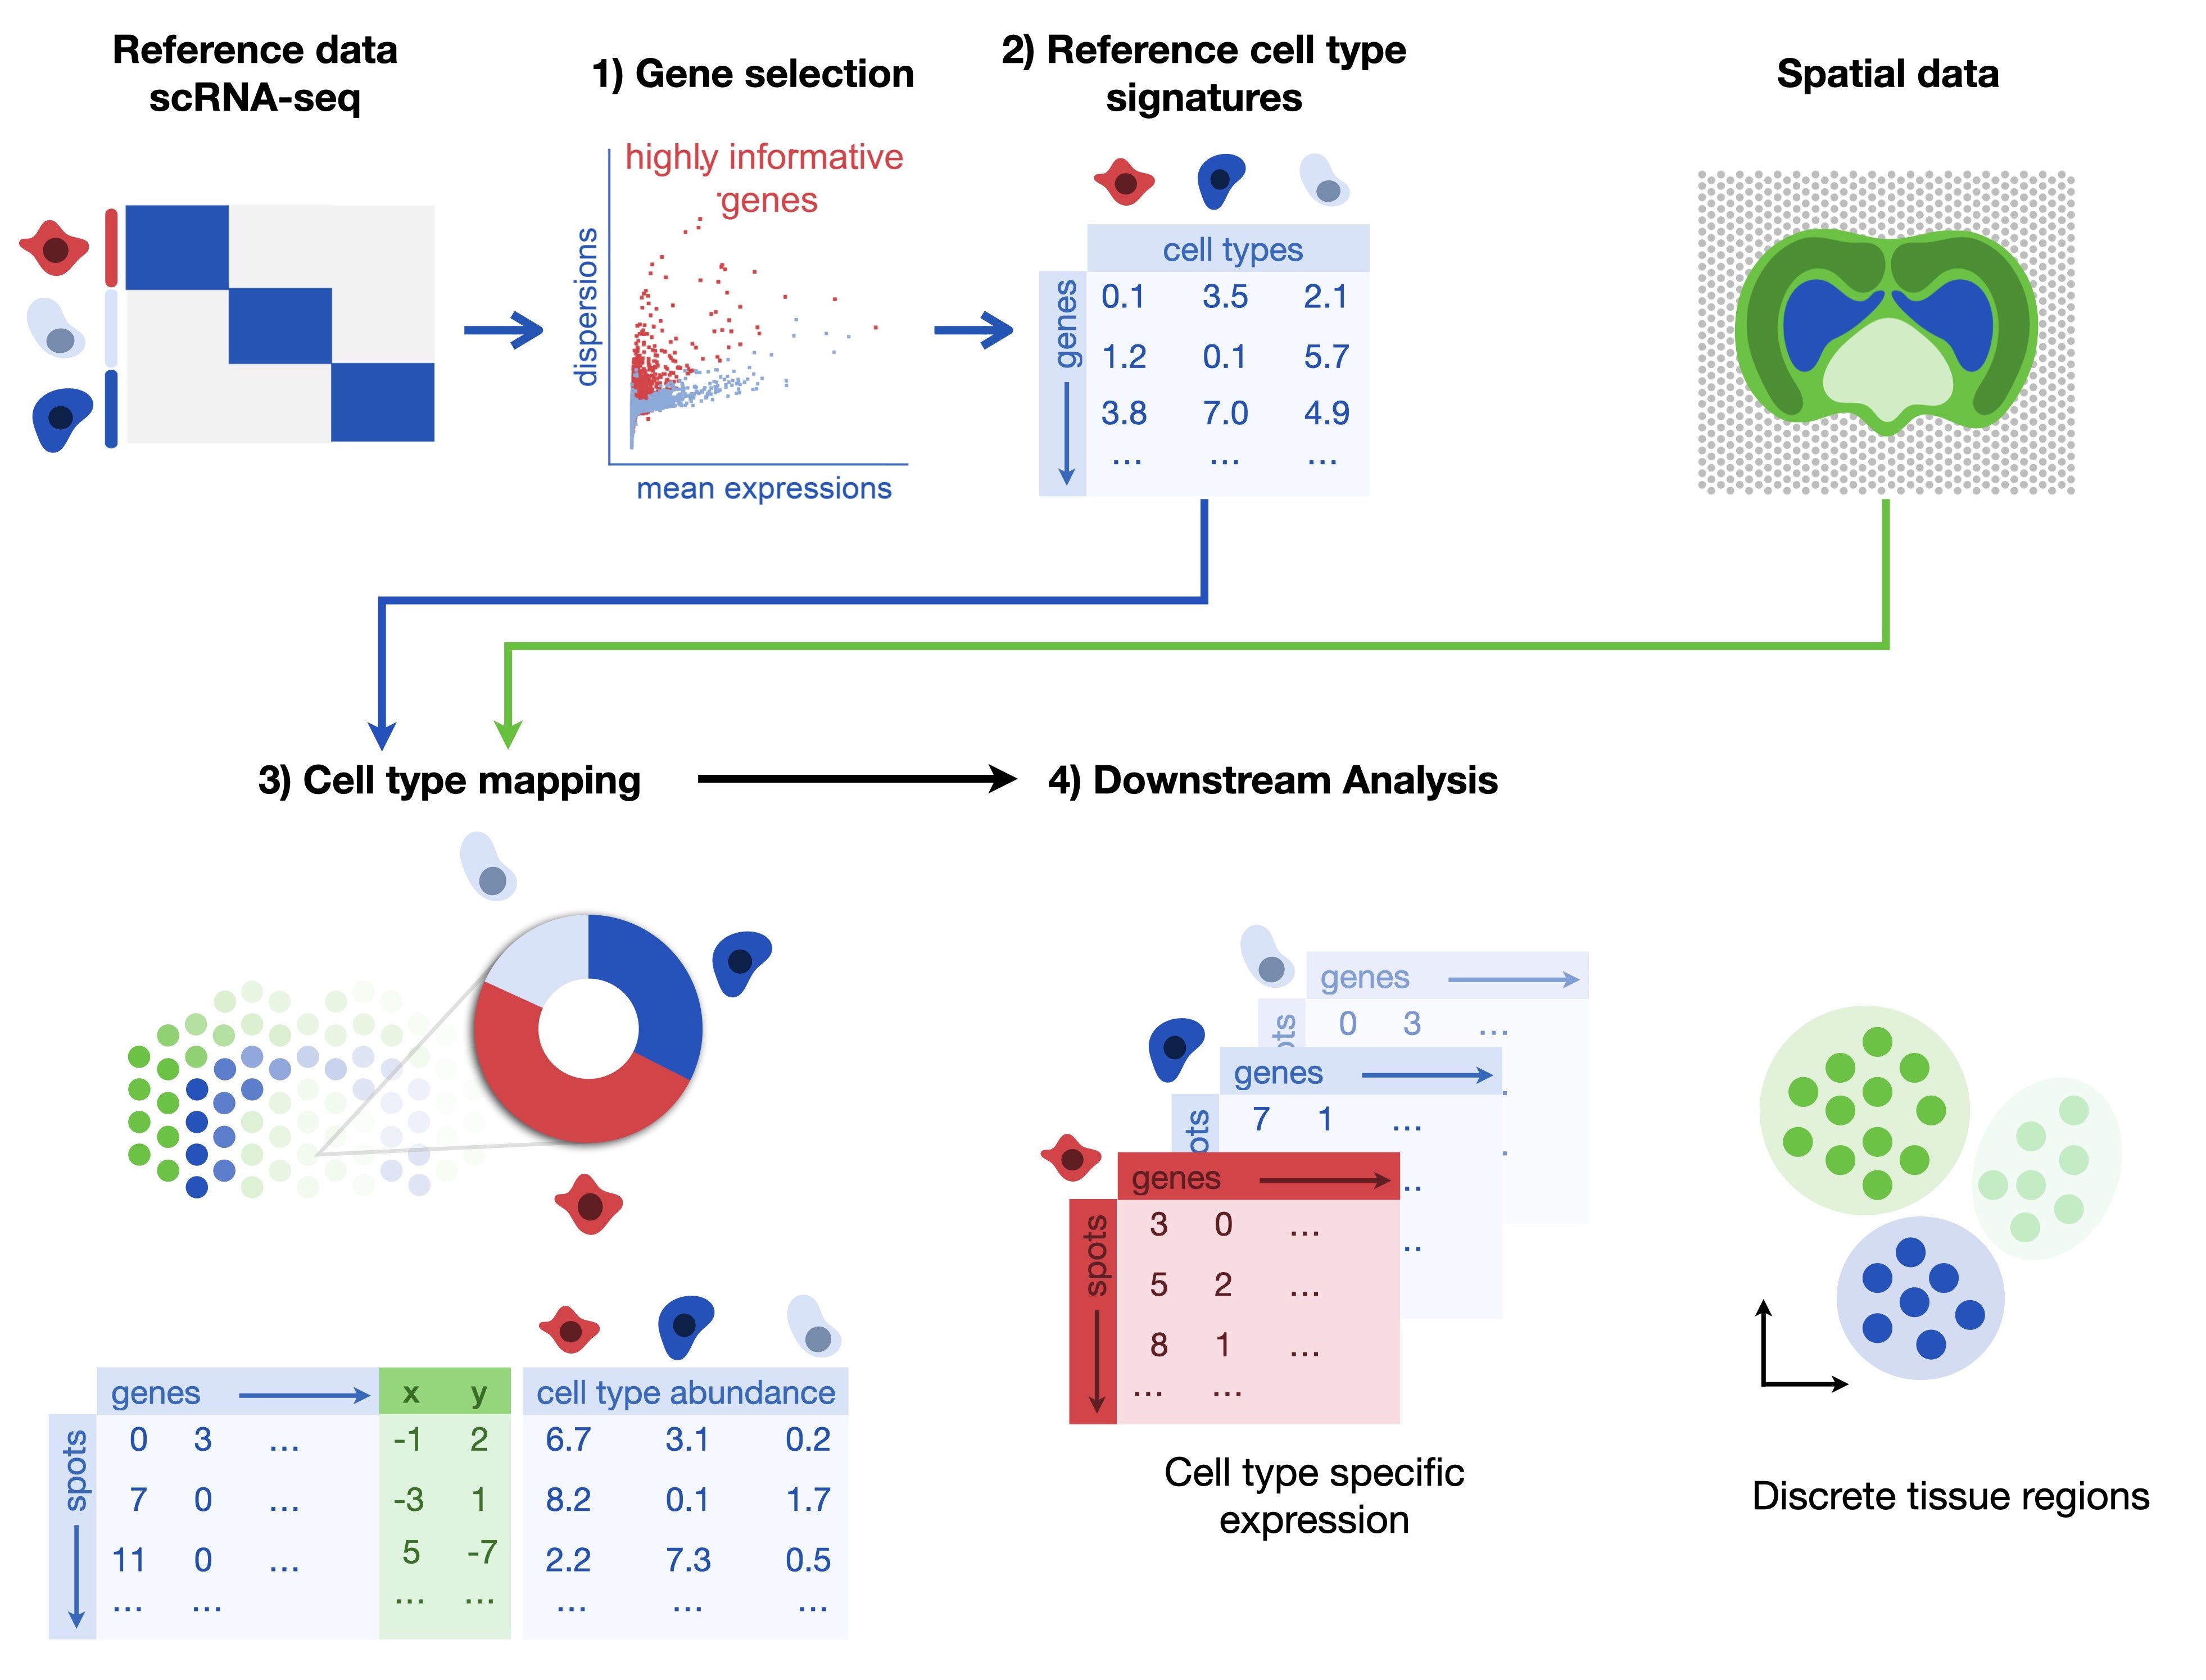 Reference data
scRNA-seq
1) Gene selection
2) Reference cell type
signatures
Spatial data
highly informative
genes
dispersions
mean expressions
cell types
genes
0.1 3.5 2.1
1.2 0.1 5.7
3.8 7.0 4.9
... ... ...
3) Cell type mapping
4) Downstream Analysis
genes
spots
0 3 ...
7 0 ...
11 0 ...
... ...
x y
-1 2
-3 1
5 -7
... ...
cell type abundance
6.7 3.1 0.2
8.2 0.1 1.7
2.2 7.3 0.5
... ... ...
genes
ots
0 3 ...
genes
ots
7 1 ...
genes
spots
3 0 ...
5 2 ...
8 1 ...
... ...
Cell type specific
expression
Discrete tissue regions